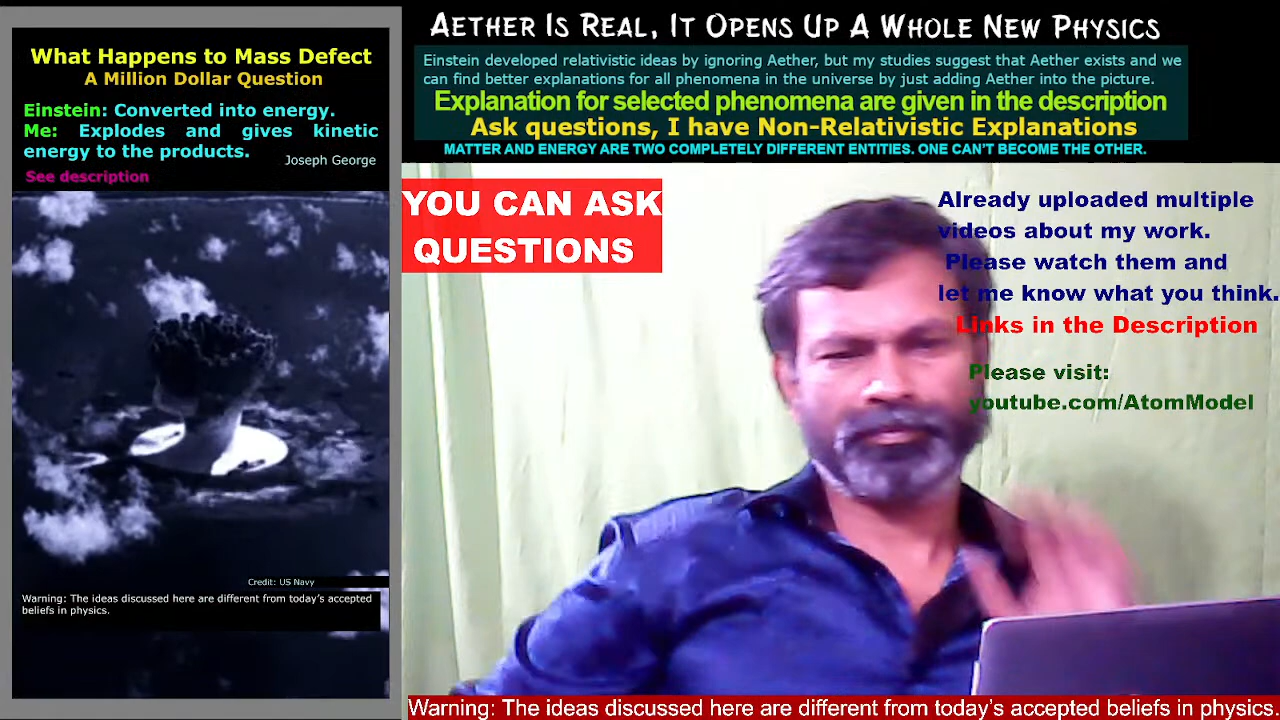 What Happens to Mass Defect
A Million Dollar Question
Einstein: Converted into energy.
Me: Explodes and gives kinetic
energy to the products.
Joseph George
See description
Credit: US Navy
Warning: The ideas discussed here are different from today's accepted
beliefs in physics.
AETHER IS REAL, IT OPENS UP A WHOLE NEW PHYSICS
Einstein developed relativistic ideas by ignoring Aether, but my studies suggest that Aether exists and we
can find better explanations for all phenomena in the universe by just adding Aether into the picture.
Explanation for selected phenomena are given in the description
Ask questions, I have Non-Relativistic Explanations
MATTER AND ENERGY ARE TWO COMPLETELY DIFFERENT ENTITIES. ONE CAN'T BECOME THE OTHER.
YOU CAN ASK
QUESTIONS
Already uploaded multiple
videos about my work.
Please watch them and
let me know what you think.
Links in the Description
Please visit:
youtube.com/AtomModel
Warning: The ideas discussed here are different from today's accepted beliefs in physics.